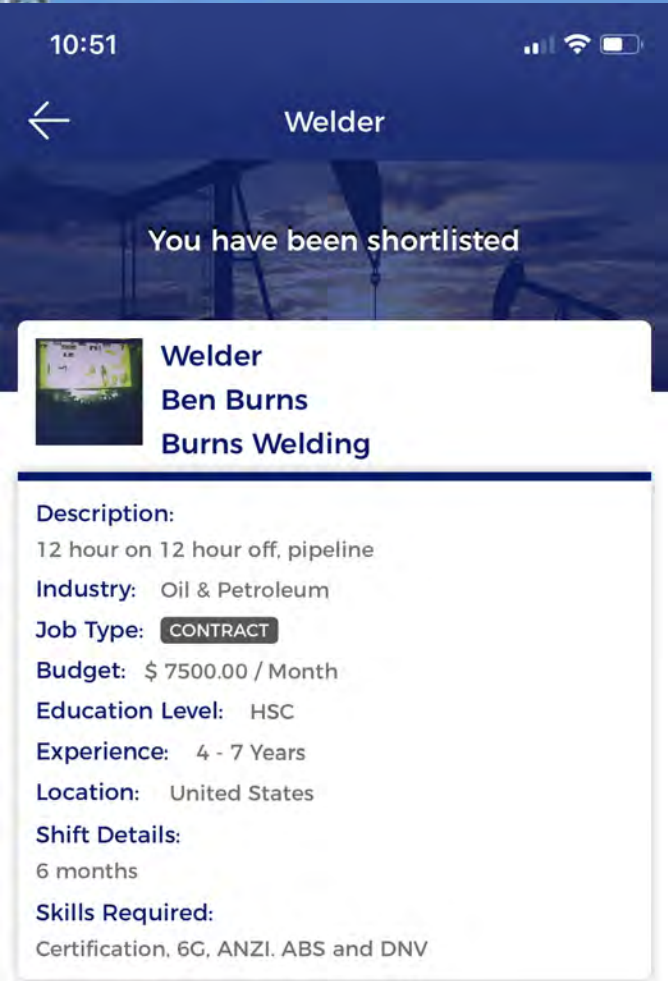 10:51
Welder
You have been shortlisted
Welder
Ben Burns
Burns Welding
Description:
12 hour on 12 hour off, pipeline
Industry: Oil & Petroleum
Job Type: CONTRACT
Budget: $ 7500.00 / Month
Education Level: HSC
Experience: 4 - 7 Years
Location: United States
Shift Details:
6 months
Skills Required:
Certification, 6G, ANZI. ABS and DNV